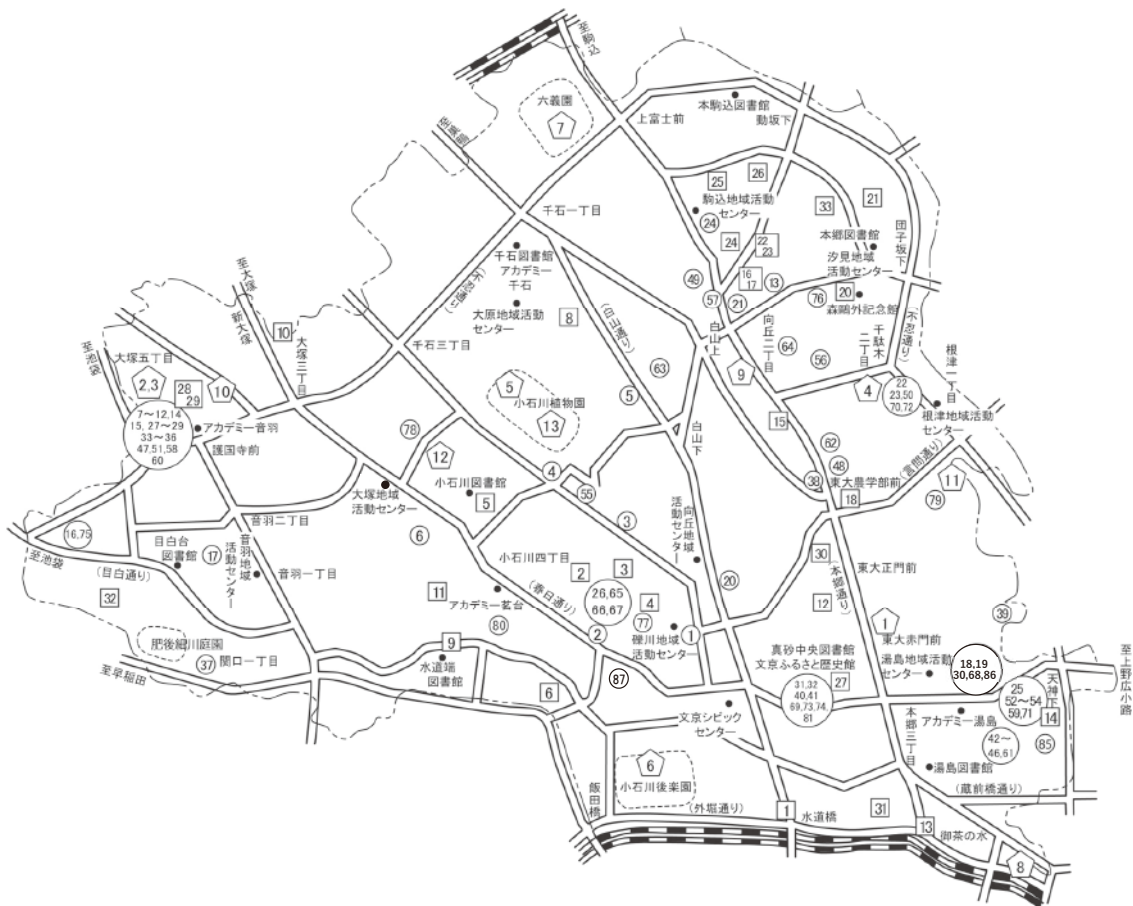 至駒込
六義園
7
本駒込図書館
動坂下
上富士前
至巣鴨
25
26
駒込地域活動
センター
24
33
21
千石一丁目
本郷図書館
汐見地域
活動センター
団子坂下
24
22
23
千石図書館
アカデミー
千石
(不忍通り)
49
16
17
13
57
21
76
20
森鷗外記念館
大原地域活動
センター
8
至大塚
新大塚
10
大塚三丁目
(白山通り)
白山上
向丘二丁目
64
56
千駄木
二丁目
(不忍通り)
根津一丁目
千石三丁目
63
9
4
22
23,50
70,72
根津地域活動
センター
至池袋
大塚五丁目
2,3
28
29
10
5
小石川植物園
13
5
7～12,14
15, 27～29
33～36
47,51,58
60
アカデミー音羽
護国寺前
78
15
白山下
62
48
(言問通り)
12
小石川図書館
5
4
55
38
東大農学部前
18
79
11
大塚地域
活動センター
音羽二丁目
6
3
向丘地域
活動センター
16,75
至池袋
(目白通り)
目白台
図書館
17
音羽地域
活動センター
音羽一丁目
小石川四丁目
2
3
30
東大正門前
(本郷通り)
20
12
32
11
アカデミー茗台
(春日通り)
26,65
66,67
4
77
礫川地域
活動センター
1
1
東大赤門前
39
80
2
肥後細川庭園
37
関口一丁目
至早稲田
9
水道端
図書館
87
真砂中央図書館
文京ふるさと歴史館
31,32
40,41
69,73,74,
81
27
湯島地域活動
センター
18,19
30,68,86
至上野広小路
天神下
25
52～54
59,71
14
6
文京シビック
センター
本郷三丁目
アカデミー湯島
42～
46,61
85
6
小石川後楽園
湯島図書館
(蔵前橋通り)
飯田橋
(外堀通り)
1
水道橋
31
13
御茶の水
8